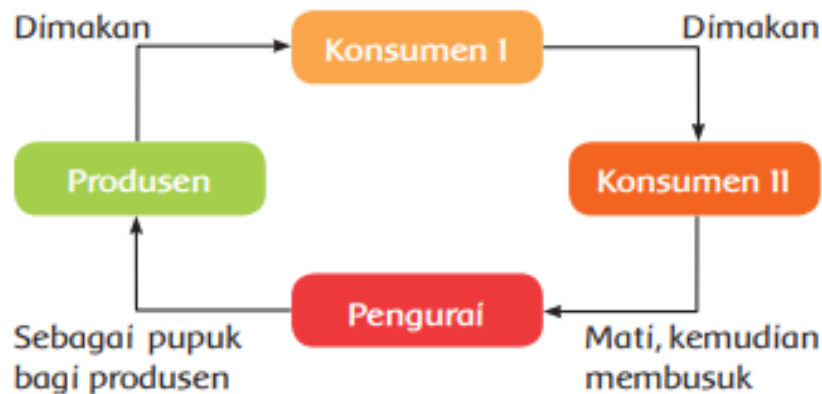 Dimakan
Konsumen I
Dimakan
Produsen
Konsumen II
Pengurai
Sebagai pupuk
bagi produsen
Mati, kemudian
membusuk